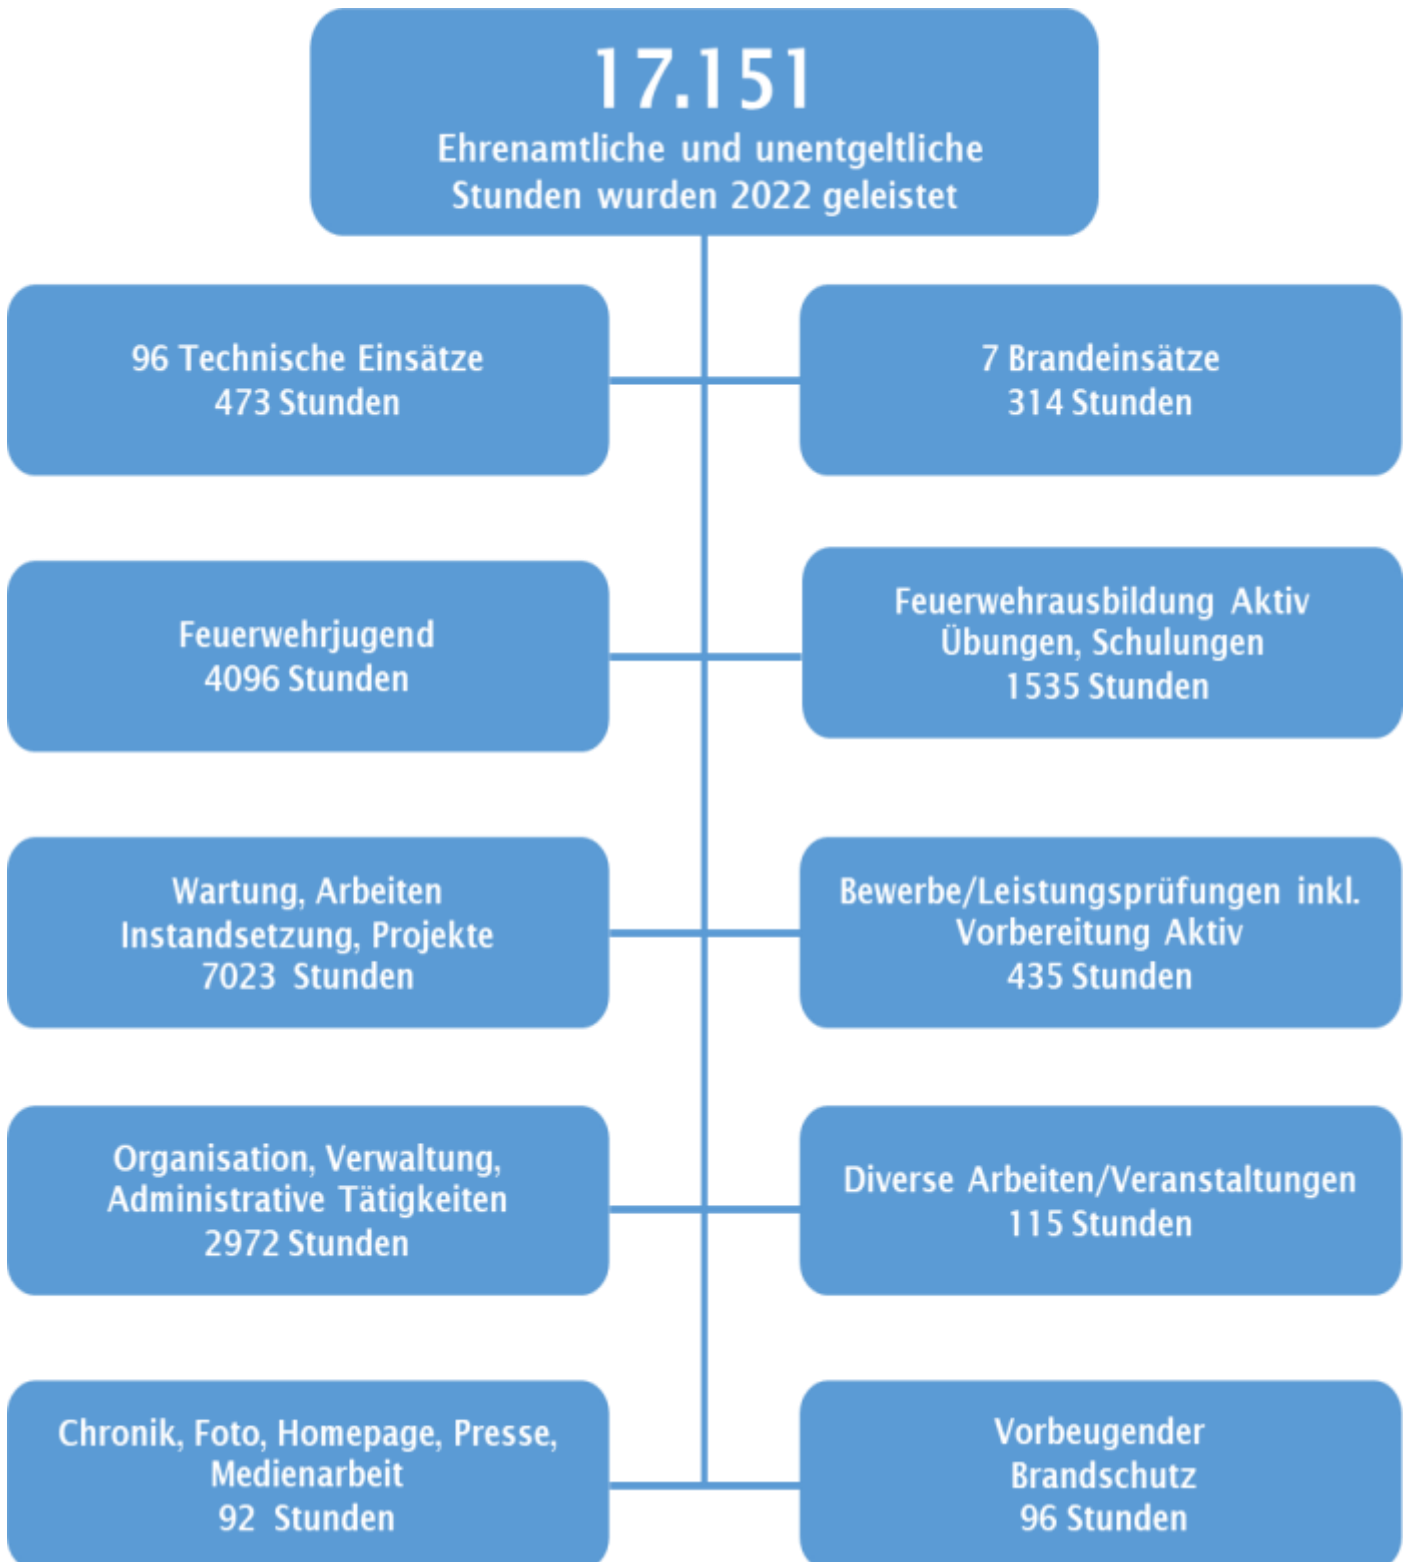 17.151
Ehrenamtliche und unentgeltliche
Stunden wurden 2022 geleistet
96 Technische Einsätze
473 Stunden
7 Brandeinsätze
314 Stunden
Feuerwehrjugend
4096 Stunden
Feuerwehrausbildung Aktiv
Übungen, Schulungen
1535 Stunden
Wartung, Arbeiten
Instandsetzung, Projekte
7023 Stunden
Bewerbe/Leistungsprüfungen inkl.
Vorbereitung Aktiv
435 Stunden
Organisation, Verwaltung,
Administrative Tätigkeiten
2972 Stunden
Diverse Arbeiten/Veranstaltungen
115 Stunden
Chronik, Foto, Homepage, Presse,
Medienarbeit
92 Stunden
Vorbeugender
Brandschutz
96 Stunden